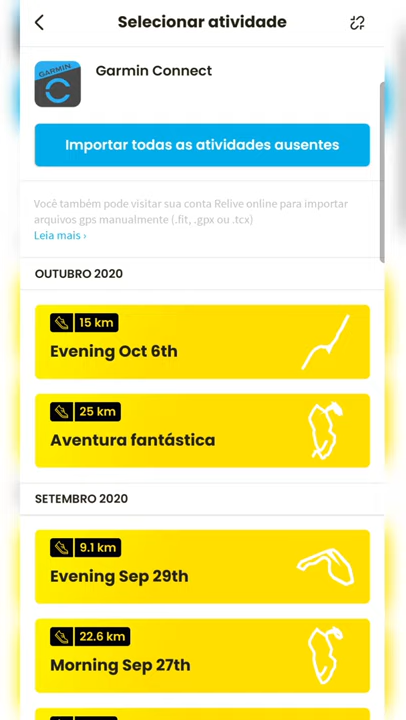 Selecionar atividade
GARMIN
Garmin Connect
Importar todas as atividades ausentes
Você também pode visitar sua conta Relive online para importar
arquivos gps manualmente (.fit, .gpx ou .tcx)
Leia mais ›
OUTUBRO 2020
15 km
Evening Oct 6th
25 km
Aventura fantástica
SETEMBRO 2020
9.1 km
Evening Sep 29th
22.6 km
Morning Sep 27th